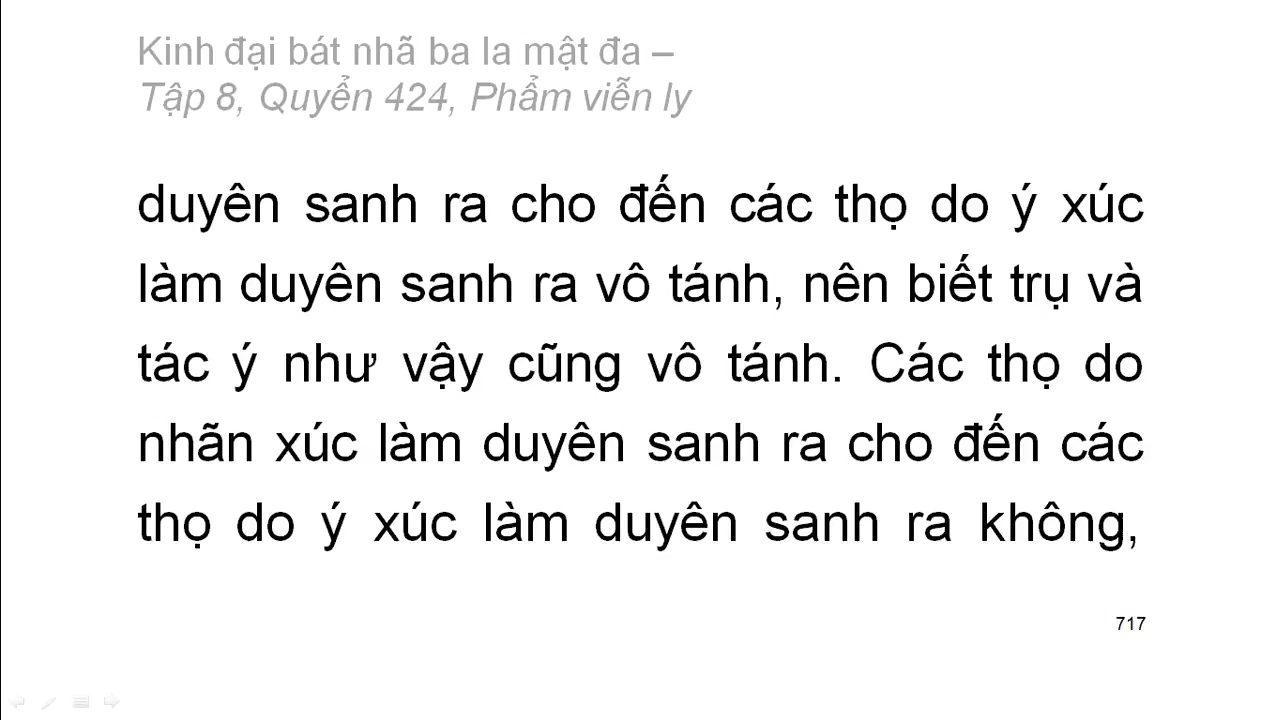 Kinh đại bát nhã ba la mật đa –
Tập 8, Quyển 424, Phẩm viễn ly
duyên sanh ra cho đến các thọ do ý xúc
làm duyên sanh ra vô tánh, nên biết trụ và
tác ý như vậy cũng vô tánh. Các thọ do
nhãn xúc làm duyên sanh ra cho đến các
thọ do ý xúc làm duyên sanh ra không,
717